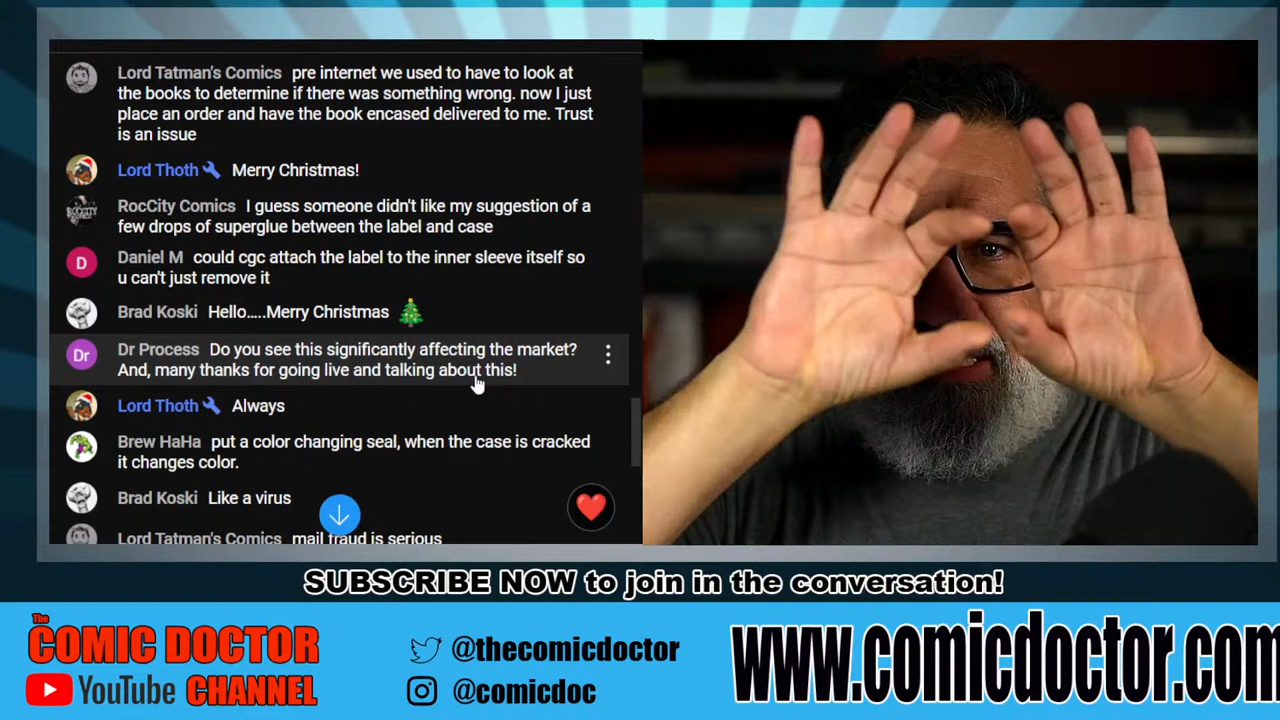 Lord Tatman's Comics pre internet we used to have to look at
the books to determine if there was something wrong. now I just
place an order and have the book encased delivered to me. Trust
is an issue
Lord Thoth Merry Christmas!
ROCCITY COMICS
RocCity Comics I guess someone didn't like my suggestion of a
few drops of superglue between the label and case
D
Daniel M could cgc attach the label to the inner sleeve itself so
u can't just remove it
Brad Koski Hello.....Merry Christmas
Dr
Dr Process Do you see this significantly affecting the market?
And, many thanks for going live and talking about this!
Lord Thoth Always
Brew HaHa put a color changing seal, when the case is cracked
it changes color.
Brad Koski Like a virus
Lord Tatman's Comics mail fraud is serious
SUBSCRIBE NOW to join in the conversation!
The
COMIC DOCTOR
YouTube CHANNEL
@thecomicdoctor
@comicdoc
www.comicdoctor.com